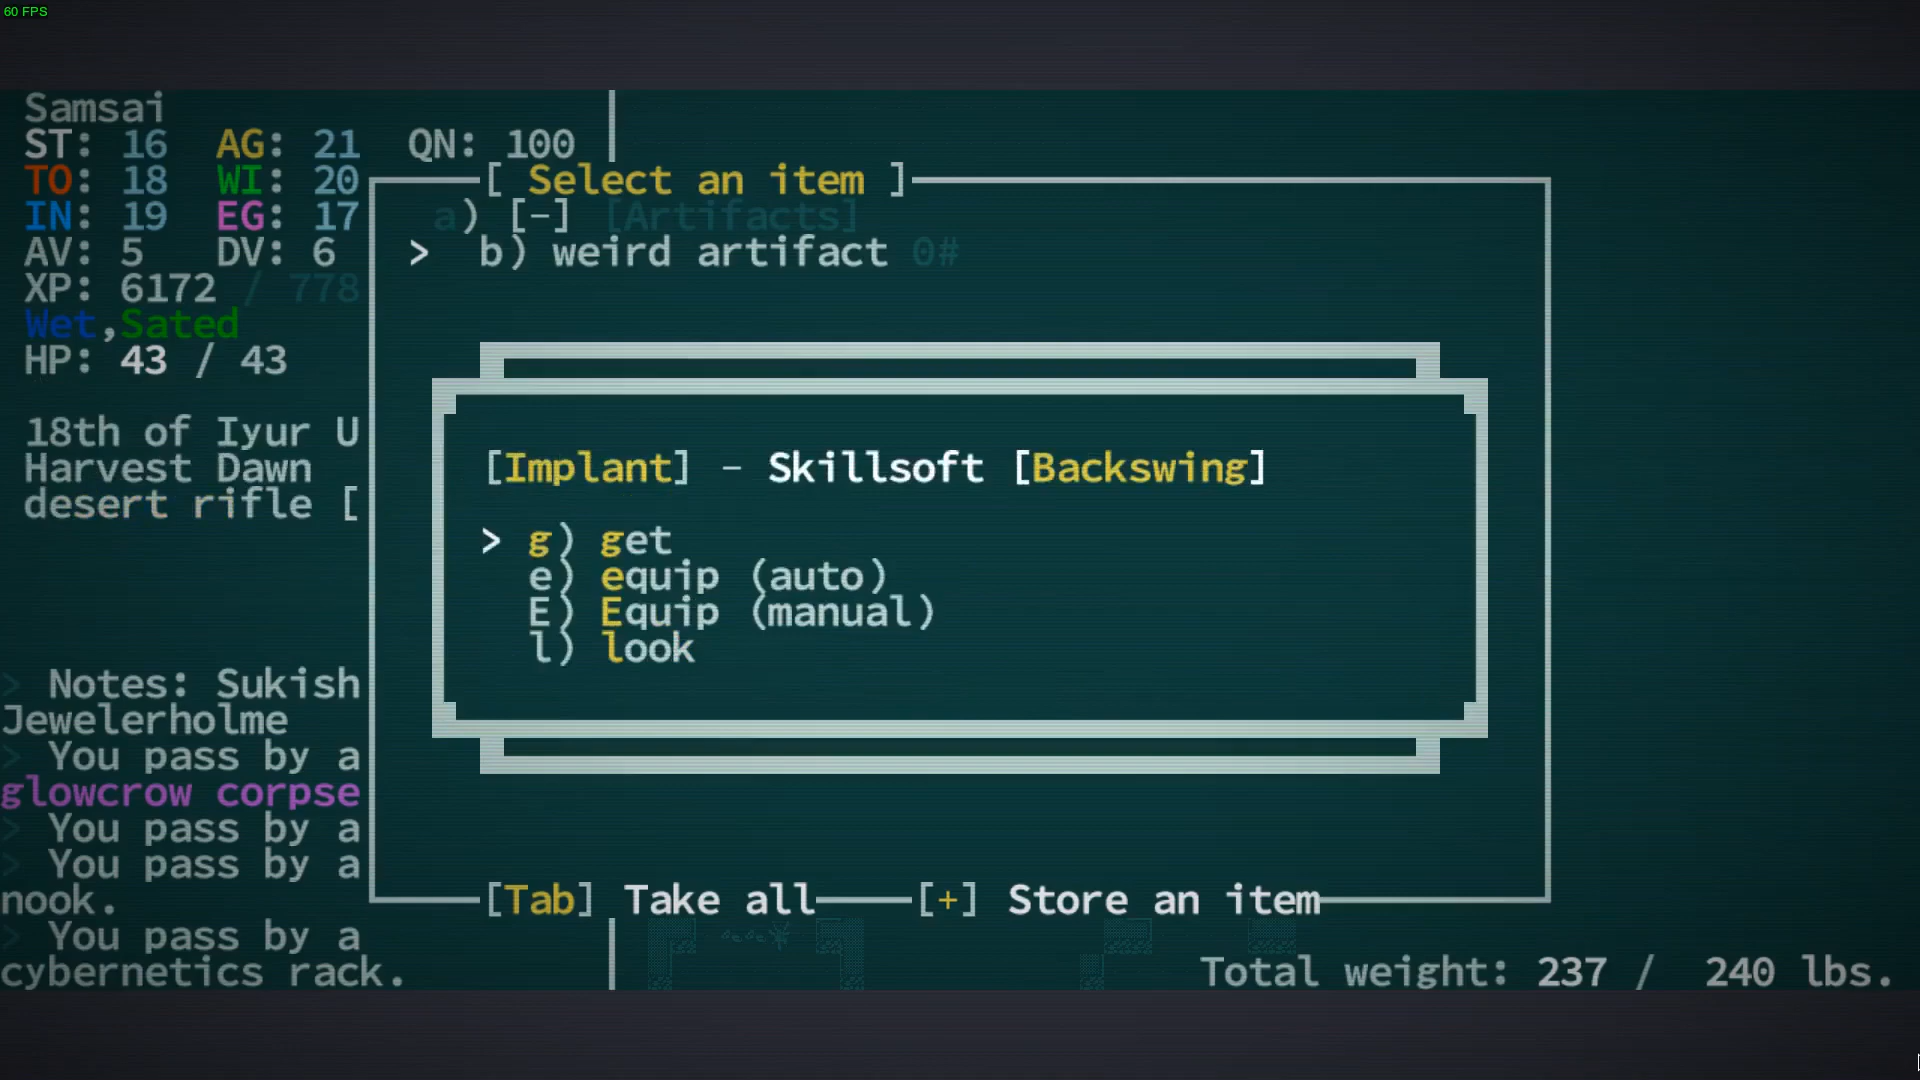 60 FPS
Samsai
ST: 16 AG: 21 QN: 100
TO: 18 WI: 20
IN: 19 EG: 17
AV: 5 DV: 6
XP: 6172 / 778
Wet,Sated
HP: 43 / 43
18th of Iyur U
Harvest Dawn
desert rifle [
> Notes: Sukish
Jewelerholme
> You pass by a
glowcrow corpse
> You pass by a
> You pass by a
nook.
> You pass by a
cybernetics rack.
[ Select an item ]
a) [-] [Artifacts]
> b) weird artifact 0#
[Implant] - Skillsoft [Backswing]
> g) get
e) equip (auto)
E) Equip (manual)
l) look
[Tab] Take all [+] Store an item
Total weight: 237 / 240 lbs.